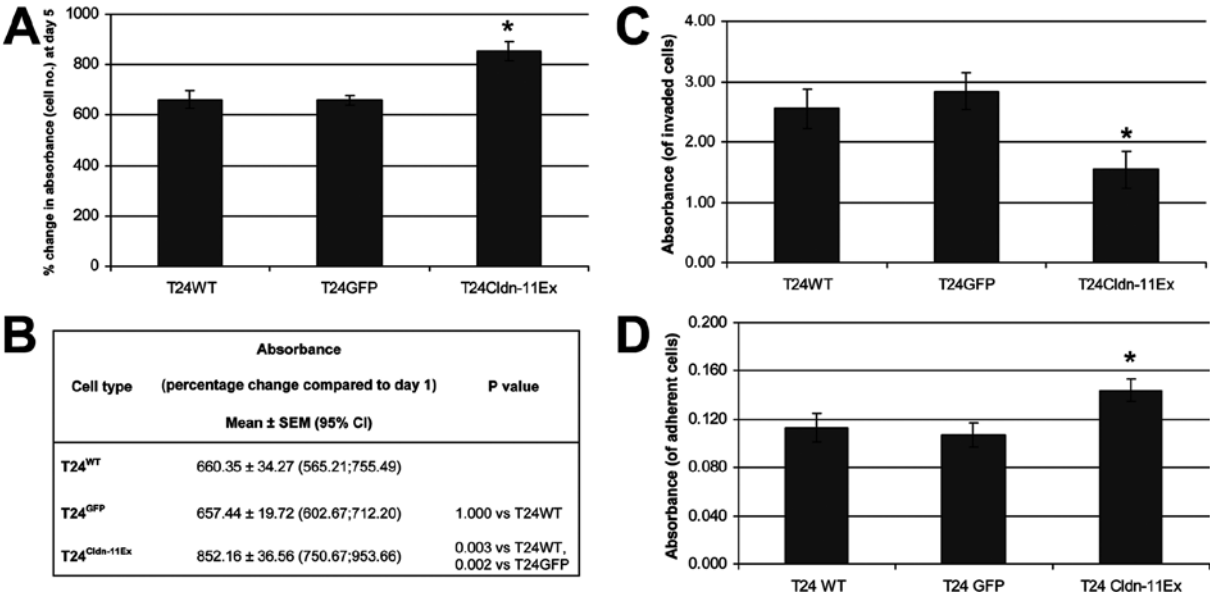 A
% change in absorbance (cell no.) at day 5
1000
800
600
400
200
0
*
T24WT T24GFP T24Cldn-11Ex
B
Absorbance
Cell type (percentage change compared to day 1) P value
Mean ± SEM (95% CI)
T24WT 660.35 ± 34.27 (565.21;755.49)
T24GFP 657.44 ± 19.72 (602.67;712.20) 1.000 vs T24WT
T24Cldn-11Ex 852.16 ± 36.56 (750.67;953.66) 0.003 vs T24WT,
0.002 vs T24GFP
C
Absorbance (of invaded cells)
4.00
3.00
2.00
1.00
0.00
*
T24WT T24GFP T24Cldn-11Ex
D
Absorbance (of adherent cells)
0.200
0.160
0.120
0.080
0.040
0.000
*
T24 WT T24 GFP T24 Cldn-11Ex